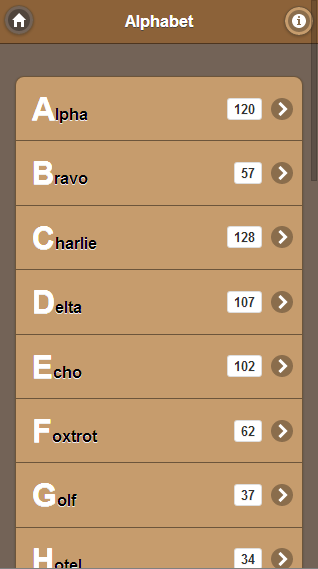 Alphabet
Alpha 120
Bravo 57
Charlie 128
Delta 107
Echo 102
Foxtrot 62
Golf 37
Hotel 34